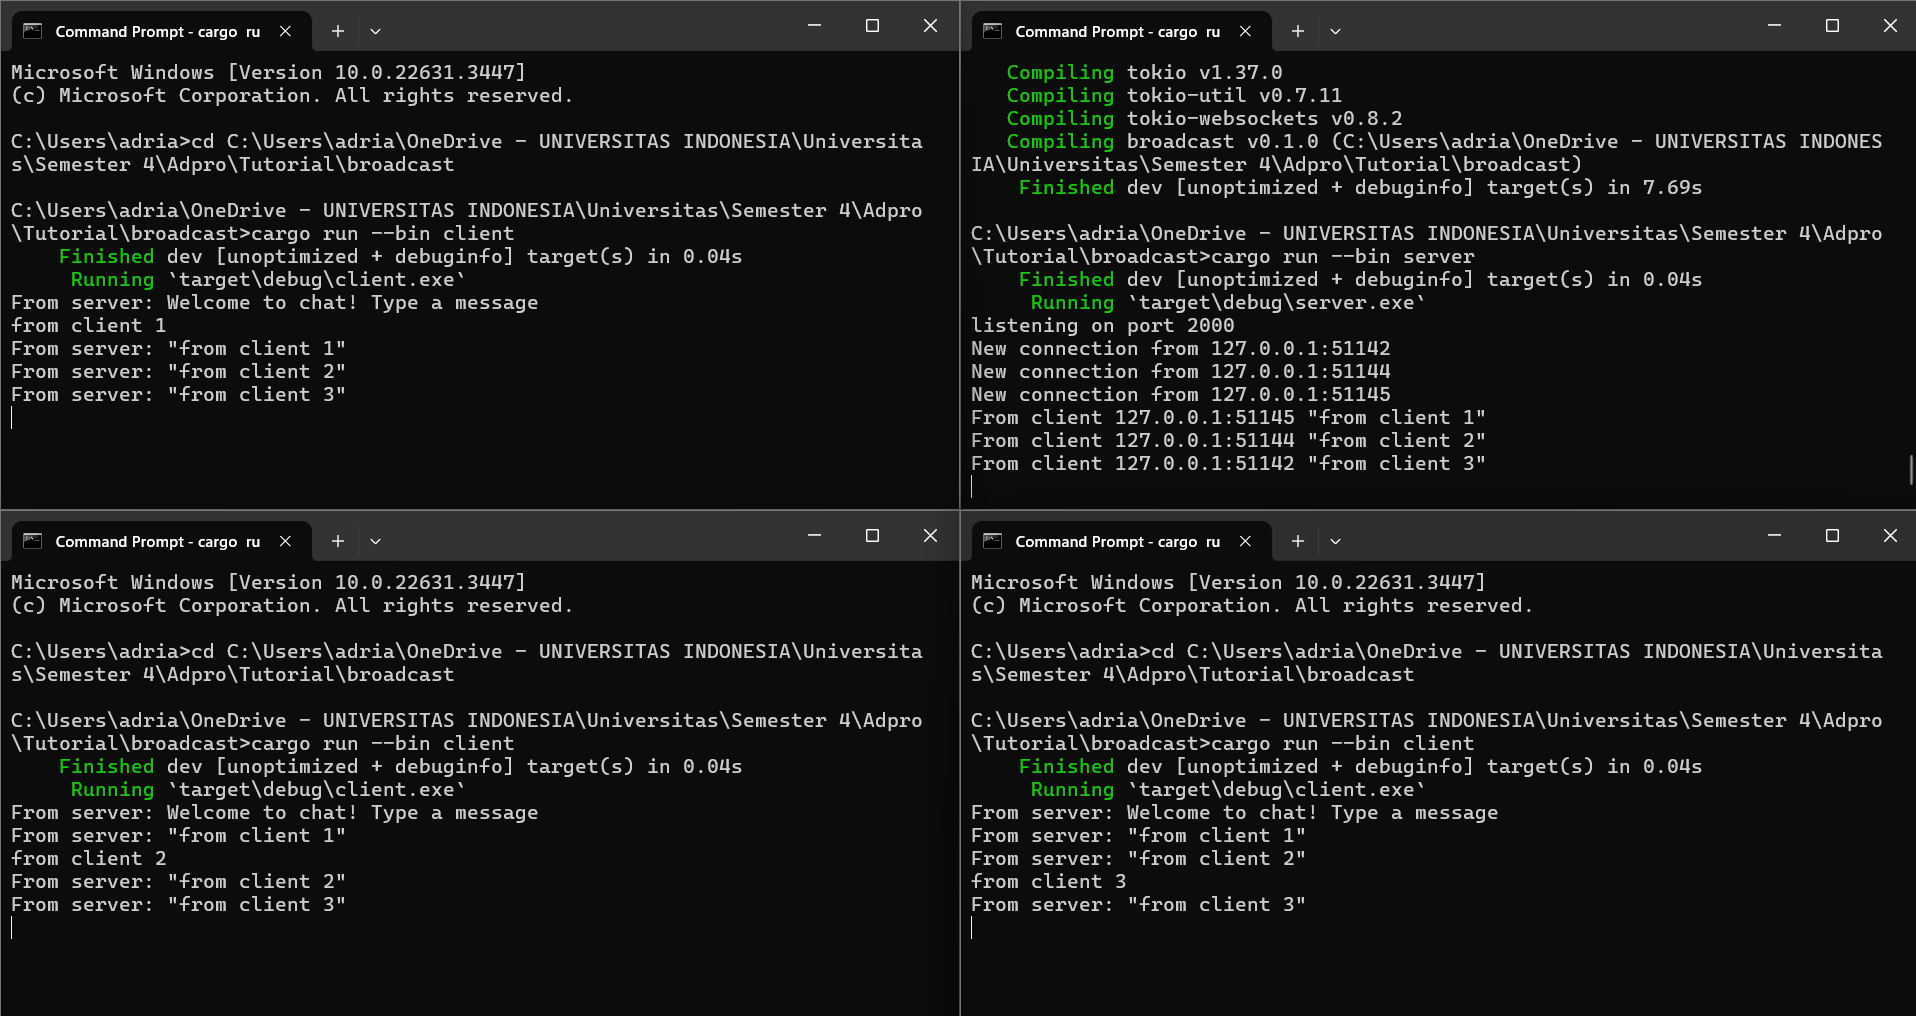 Command Prompt - cargo  ru
Microsoft Windows [Version 10.0.22631.3447]
(c) Microsoft Corporation. All rights reserved.
C:\Users\adria>cd C:\Users\adria\OneDrive - UNIVERSITAS INDONESIA\Universita
s\Semester 4\Adpro\Tutorial\broadcast
C:\Users\adria\OneDrive - UNIVERSITAS INDONESIA\Universitas\Semester 4\Adpro
\Tutorial\broadcast>cargo run --bin client
    Finished dev [unoptimized + debuginfo] target(s) in 0.04s
     Running `target\debug\client.exe`
From server: Welcome to chat! Type a message
from client 1
From server: "from client 1"
From server: "from client 2"
From server: "from client 3"
Command Prompt - cargo  ru
   Compiling tokio v1.37.0
   Compiling tokio-util v0.7.11
   Compiling tokio-websockets v0.8.2
   Compiling broadcast v0.1.0 (C:\Users\adria\OneDrive - UNIVERSITAS INDONES
IA\Universitas\Semester 4\Adpro\Tutorial\broadcast)
    Finished dev [unoptimized + debuginfo] target(s) in 7.69s
C:\Users\adria\OneDrive - UNIVERSITAS INDONESIA\Universitas\Semester 4\Adpro
\Tutorial\broadcast>cargo run --bin server
    Finished dev [unoptimized + debuginfo] target(s) in 0.04s
     Running `target\debug\server.exe`
listening on port 2000
New connection from 127.0.0.1:51142
New connection from 127.0.0.1:51144
New connection from 127.0.0.1:51145
From client 127.0.0.1:51145 "from client 1"
From client 127.0.0.1:51144 "from client 2"
From client 127.0.0.1:51142 "from client 3"
Command Prompt - cargo  ru
Microsoft Windows [Version 10.0.22631.3447]
(c) Microsoft Corporation. All rights reserved.
C:\Users\adria>cd C:\Users\adria\OneDrive - UNIVERSITAS INDONESIA\Universita
s\Semester 4\Adpro\Tutorial\broadcast
C:\Users\adria\OneDrive - UNIVERSITAS INDONESIA\Universitas\Semester 4\Adpro
\Tutorial\broadcast>cargo run --bin client
    Finished dev [unoptimized + debuginfo] target(s) in 0.04s
     Running `target\debug\client.exe`
From server: Welcome to chat! Type a message
From server: "from client 1"
from client 2
From server: "from client 2"
From server: "from client 3"
Command Prompt - cargo  ru
Microsoft Windows [Version 10.0.22631.3447]
(c) Microsoft Corporation. All rights reserved.
C:\Users\adria>cd C:\Users\adria\OneDrive - UNIVERSITAS INDONESIA\Universita
s\Semester 4\Adpro\Tutorial\broadcast
C:\Users\adria\OneDrive - UNIVERSITAS INDONESIA\Universitas\Semester 4\Adpro
\Tutorial\broadcast>cargo run --bin client
    Finished dev [unoptimized + debuginfo] target(s) in 0.04s
     Running `target\debug\client.exe`
From server: Welcome to chat! Type a message
From server: "from client 1"
From server: "from client 2"
from client 3
From server: "from client 3"